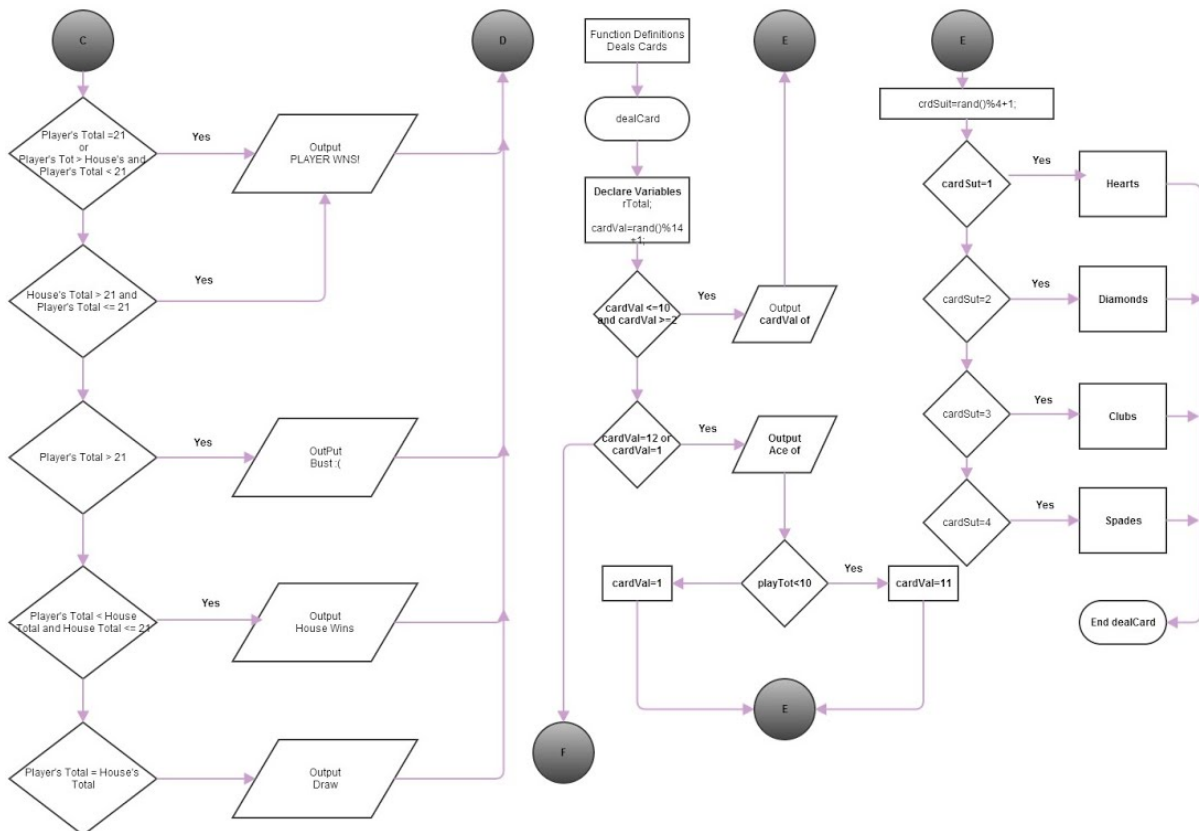 C
Player's Total =21
or
Player's Tot > House's and
Player's Total < 21
Yes
Output
PLAYER WNS!
House's Total > 21 and
Player's Total <= 21
Yes
Player's Total > 21
Yes
OutPut
Bust :(
Player's Total < House
Total and House Total <= 21
Yes
Output
House Wins
Player's Total = House's
Total
Yes
Output
Draw
D
Function Definitions
Deals Cards
dealCard
Declare Variables
rTotal;
cardVal=rand()%14
+1;
cardVal <=10
and cardVal >=2
Yes
Output
cardVal of
E
cardVal=12 or
cardVal=1
Yes
Output
Ace of
playTot<10
Yes
cardVal=1
cardVal=11
E
F
E
crdSuit=rand()%4+1;
cardSut=1
Yes
Hearts
cardSut=2
Yes
Diamonds
cardSut=3
Yes
Clubs
cardSut=4
Yes
Spades
End dealCard